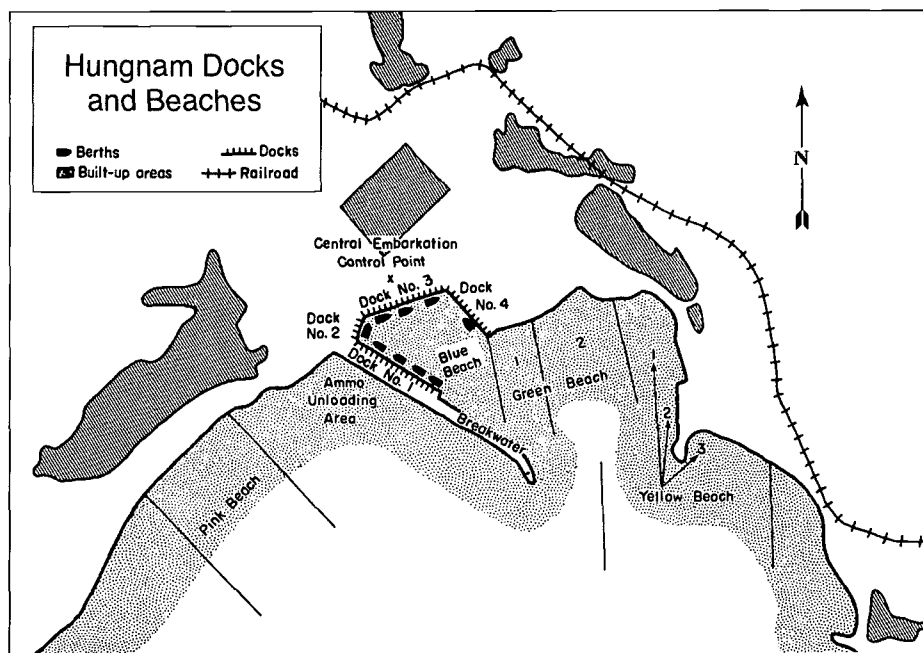 Hungnam Docks
and Beaches
Berths
Docks
Built-up areas
Railroad
N
Central Embarkation
Control Point
x
Dock No. 3
Dock
No. 4
Dock
No. 2
Dock No. 1
Blue
Beach
Ammo
Unloading
Area
Breakwater
1
2
Green Beach
1
2
3
Yellow Beach
Pink Beach